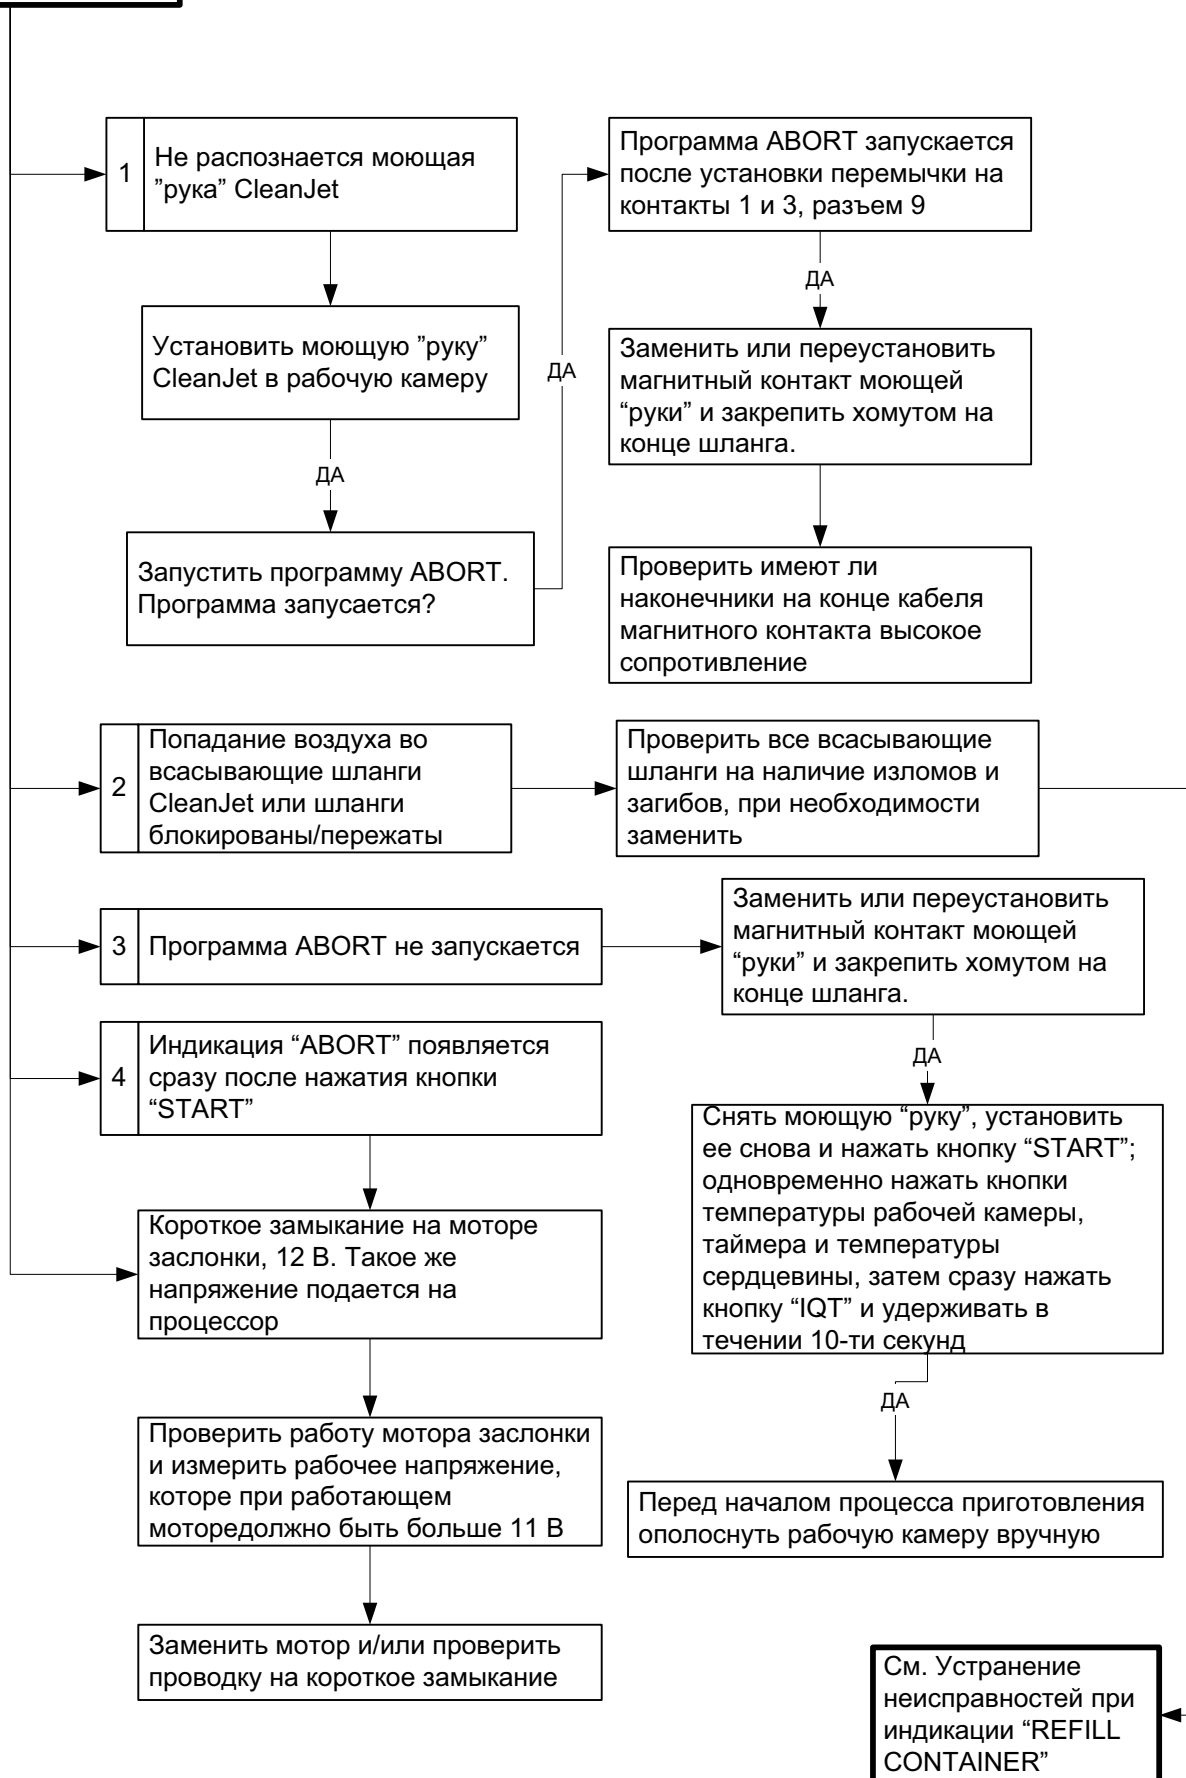 1
Не распознается моющая
”рука” CleanJet
Программа ABORT запускается
после установки перемычки на
контакты 1 и 3, разъем 9
ДА
Установить моющую ”руку”
CleanJet в рабочую камеру
ДА
Заменить или переустановить
магнитный контакт моющей
“руки” и закрепить хомутом на
конце шланга.
ДА
Запустить программу ABORT.
Программа запусается?
Проверить имеют ли
наконечники на конце кабеля
магнитного контакта высокое
сопротивление
2
Попадание воздуха во
всасывающие шланги
CleanJet или шланги
блокированы/пережаты
Проверить все всасывающие
шланги на наличие изломов и
загибов, при необходимости
заменить
3
Программа ABORT не запускается
Заменить или переустановить
магнитный контакт моющей
“руки” и закрепить хомутом на
конце шланга.
4
Индикация “ABORT” появляется
сразу после нажатия кнопки
“START”
ДА
Снять моющую “руку”, установить
ее снова и нажать кнопку “START”;
одновременно нажать кнопки
температуры рабочей камеры,
таймера и температуры
сердцевины, затем сразу нажать
кнопку “IQT” и удерживать в
течении 10-ти секунд
Короткое замыкание на моторе
заслонки, 12 В. Такое же
напряжение подается на
процессор
ДА
Проверить работу мотора заслонки
и измерить рабочее напряжение,
которе при работающем
моторедолжно быть больше 11 В
Перед началом процесса приготовления
ополоснуть рабочую камеру вручную
Заменить мотор и/или проверить
проводку на короткое замыкание
См. Устранение
неисправностей при
индикации “REFILL
CONTAINER”